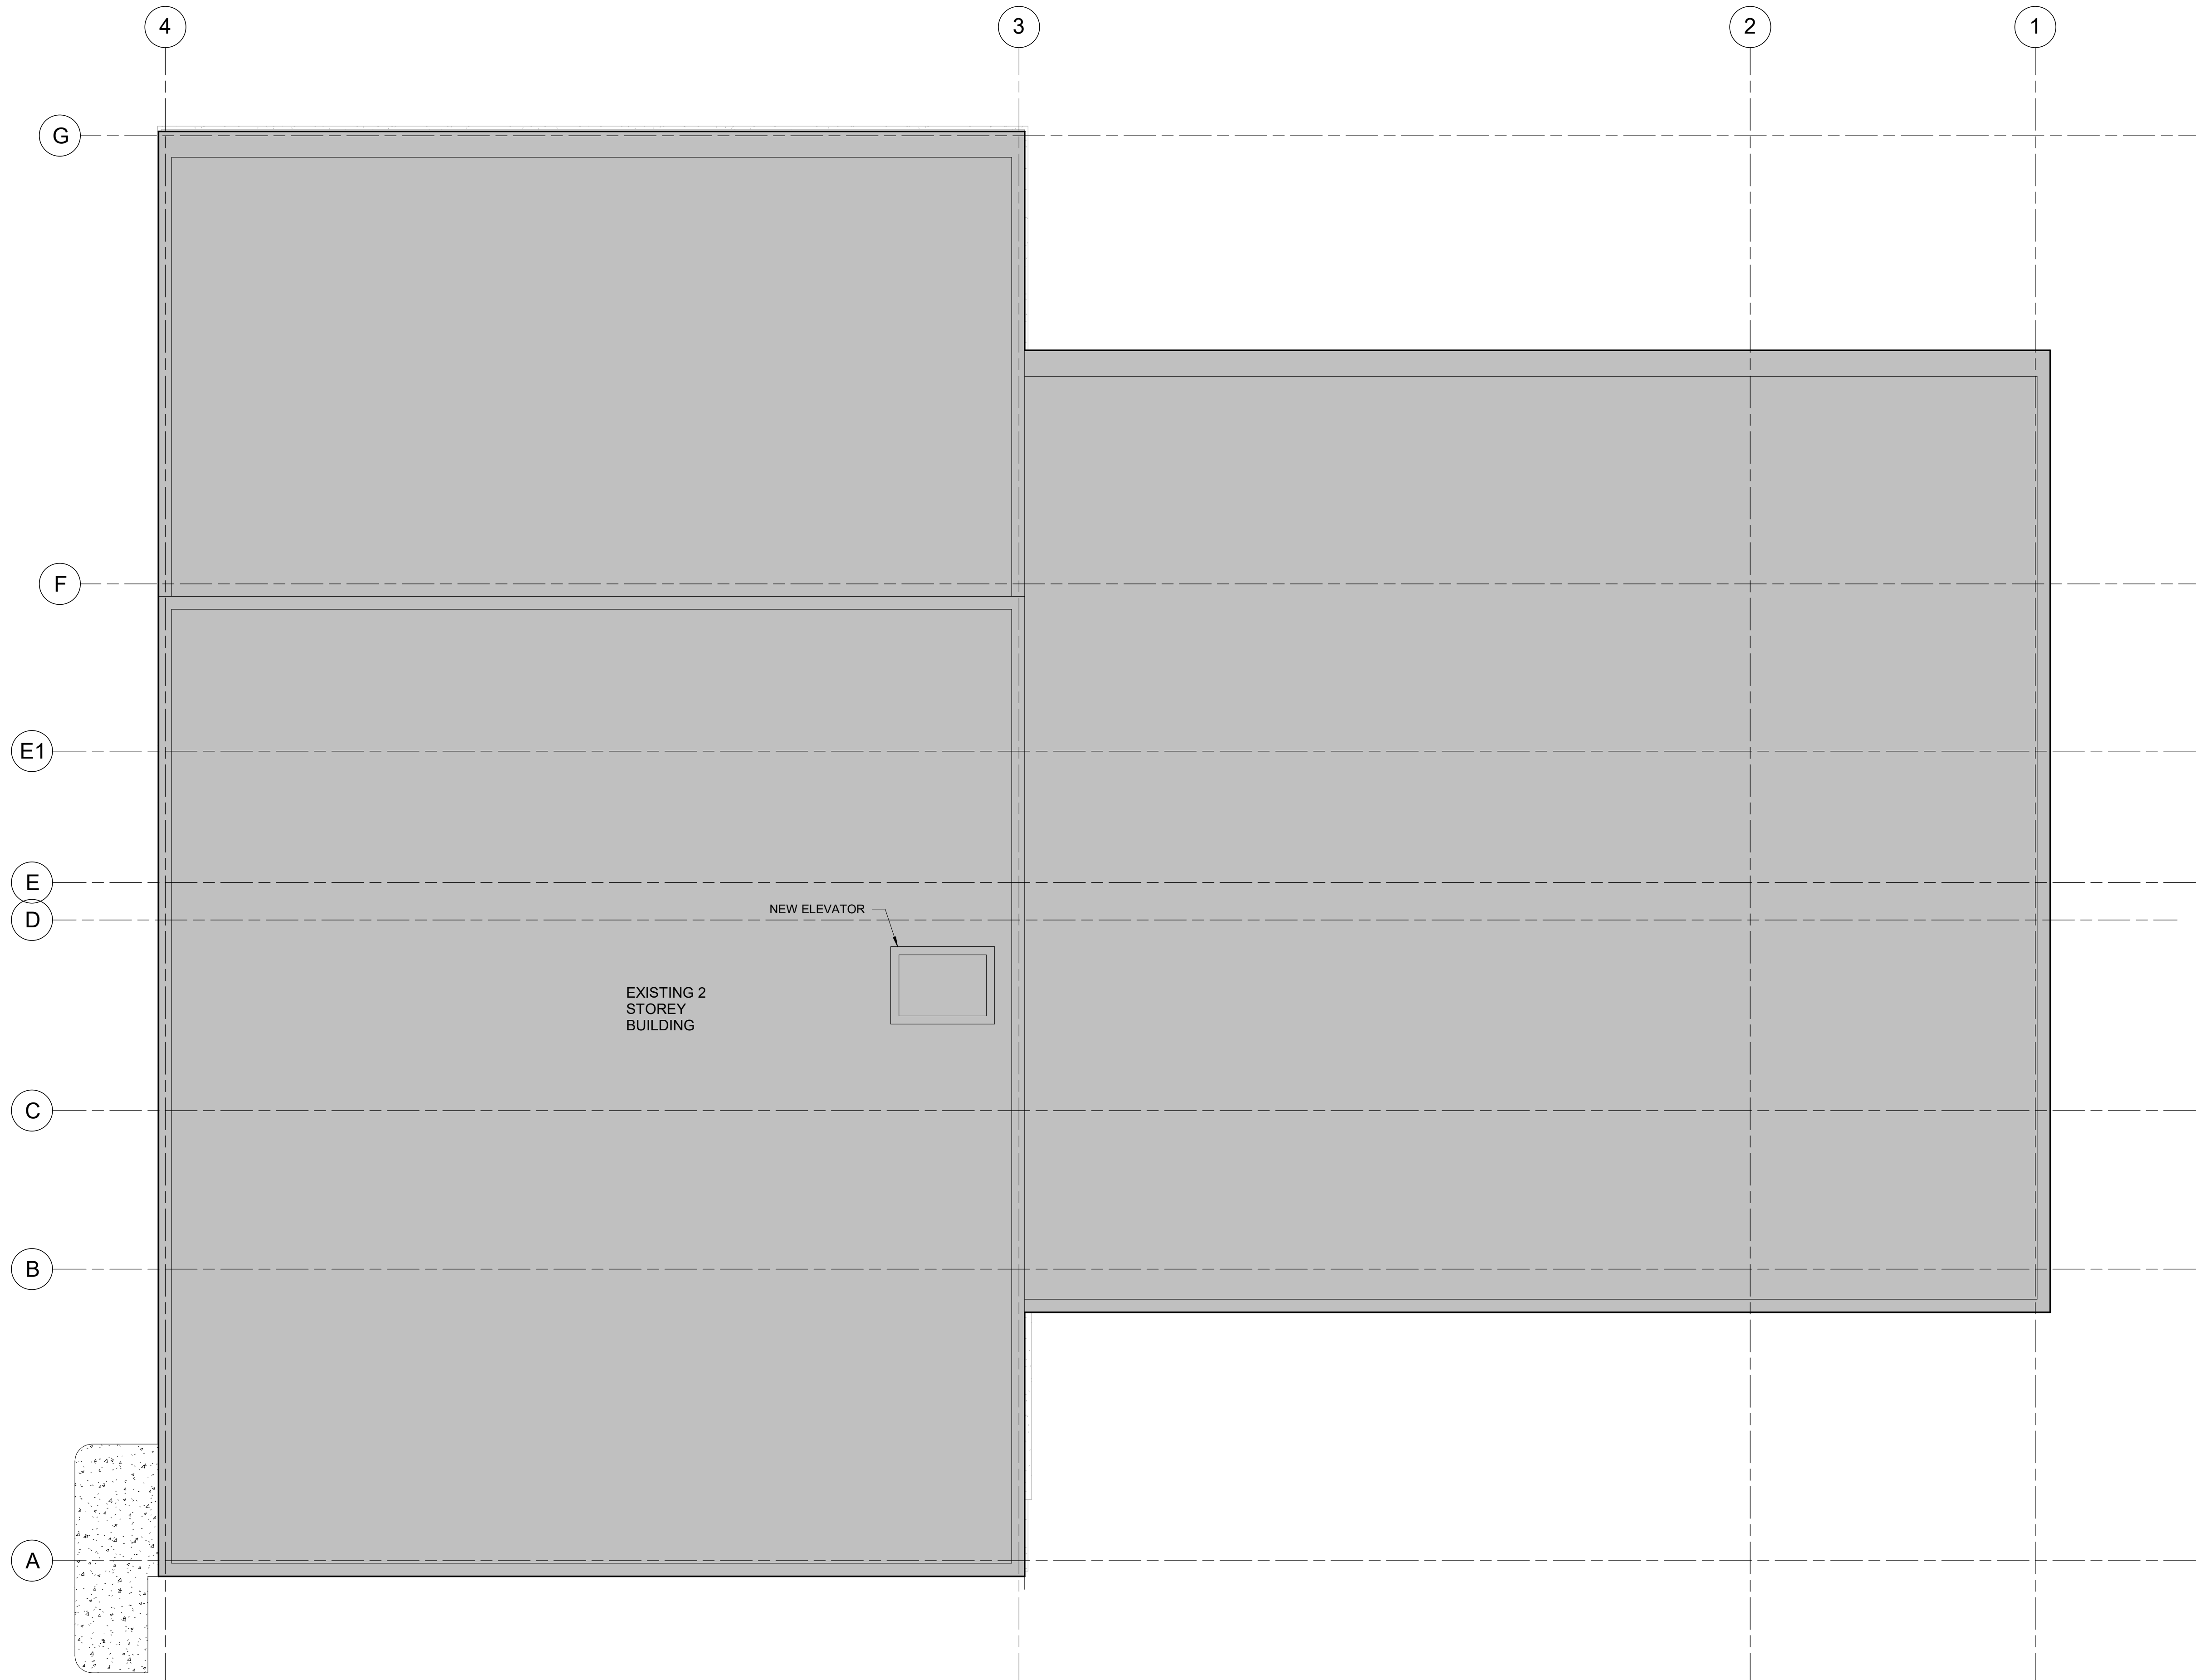 4
3
2
1
G
F
E1
E
D
NEW ELEVATOR
EXISTING 2
STOREY
BUILDING
C
B
A